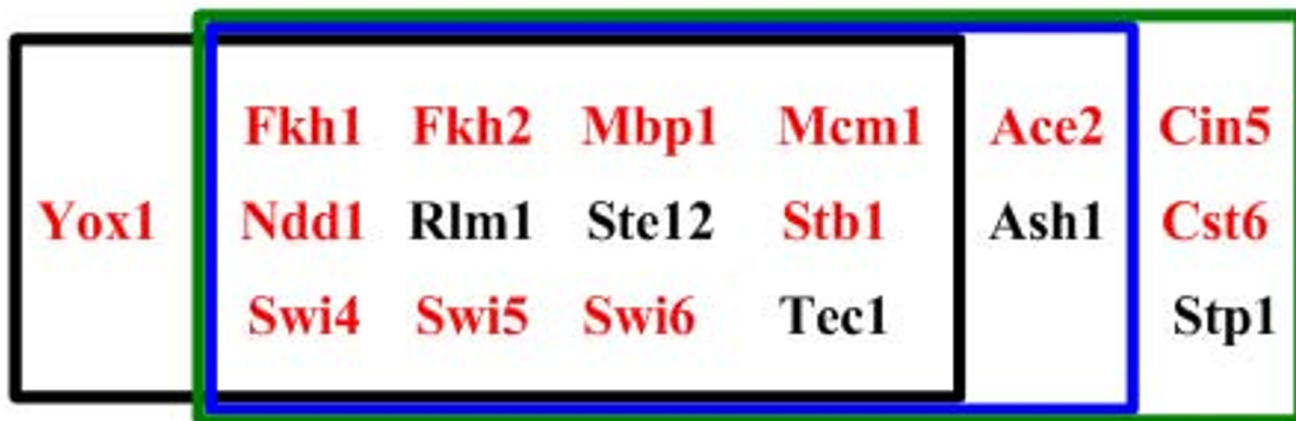 Fkh1 Fkh2 Mbp1 Mcm1 Ace2 Cin5
Yox1 Ndd1 Rlm1 Ste12 Stb1 Ash1 Cst6
Swi4 Swi5 Swi6 Tec1 Stp1